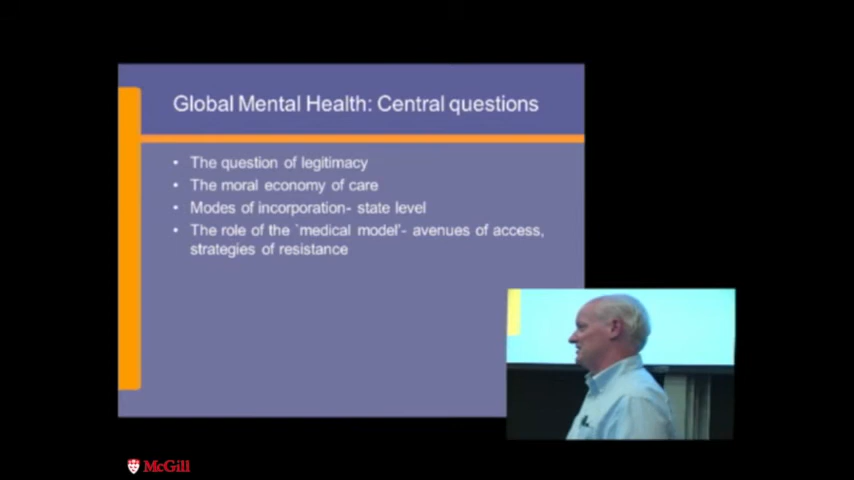 Global Mental Health: Central questions
• The question of legitimacy
• The moral economy of care
• Modes of incorporation- state level
• The role of the `medical model'- avenues of access,
strategies of resistance
McGill